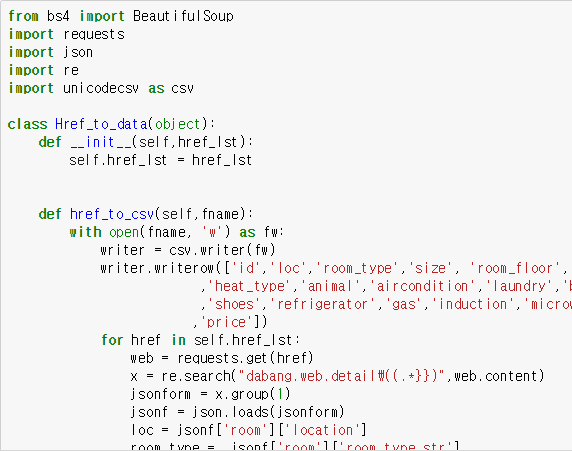 from bs4 import BeautifulSoup
import requests
import json
import re
import unicodecsv as csv
class Href_to_data(object):
    def __init__(self,href_lst):
        self.href_lst = href_lst
    def href_to_csv(self,fname):
        with open(fname, 'w') as fw:
            writer = csv.writer(fw)
            writer.writerow(['id','loc','room_type','size', 'room_floor',
                        ,'heat_type','animal','aircondition','laundry','b
                        ,'shoes','refrigerator','gas','induction','microw
                        ,'price'])
            for href in self.href_lst:
                web = requests.get(href)
                x = re.search("dabang.web.detail₩((.*}})",web.content)
                jsonform = x.group(1)
                jsonf = json.loads(jsonform)
                loc = jsonf['room']['location']
                room_type = jsonf['room']['room_type_str']